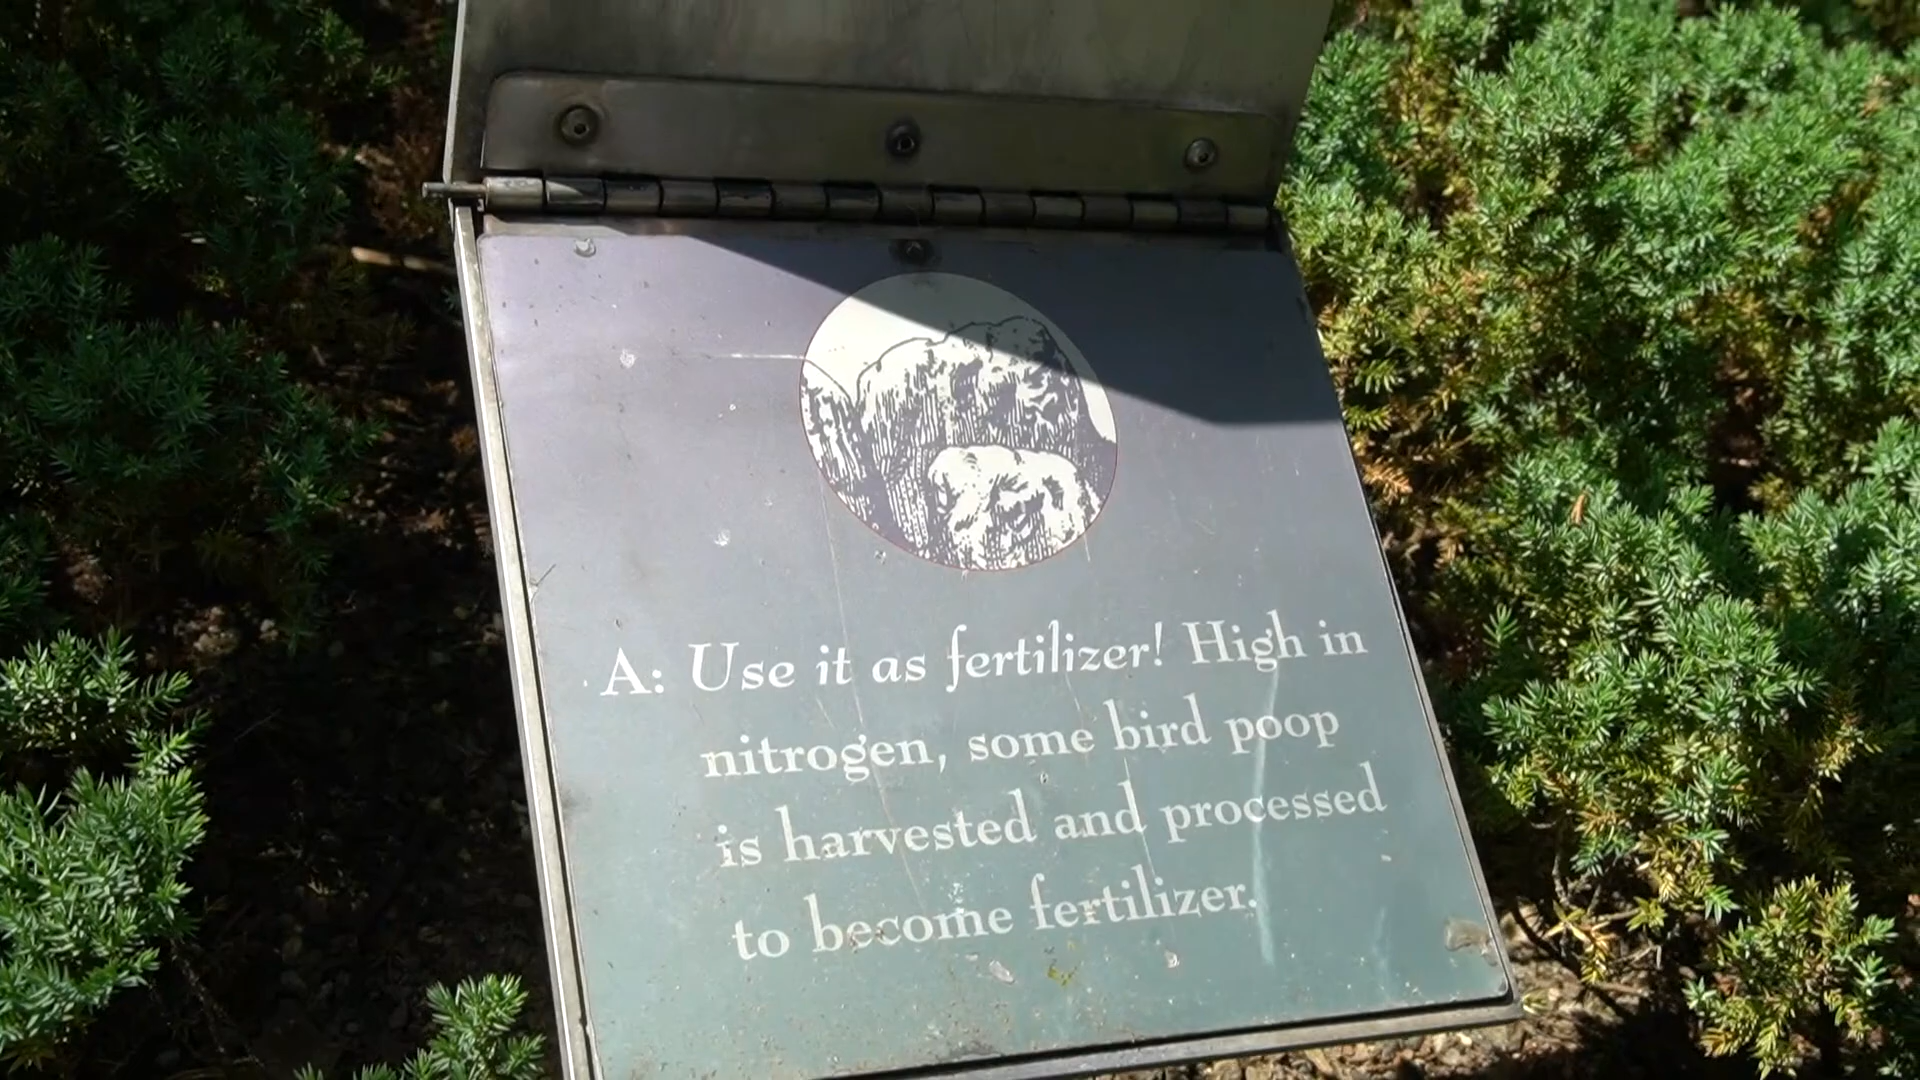 A: Use it as fertilizer! High in
nitrogen, some bird poop
is harvested and processed
to become fertilizer.